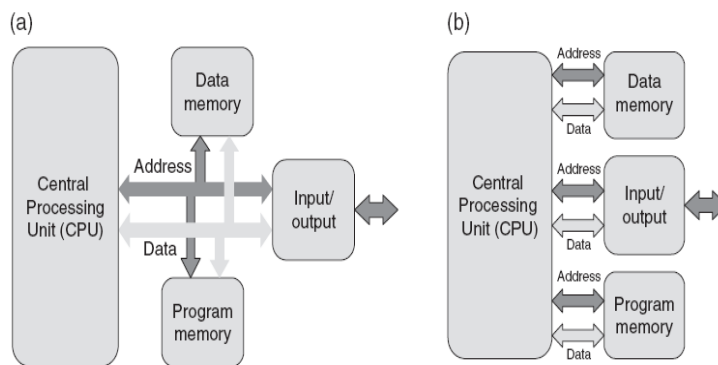 (a)
Data
memory
Address
Central
Processing
Unit (CPU)
Input/
output
Data
Program
memory
(b)
Address
Data
memory
Data
Address
Central
Processing
Unit (CPU)
Input/
output
Data
Address
Program
memory
Data